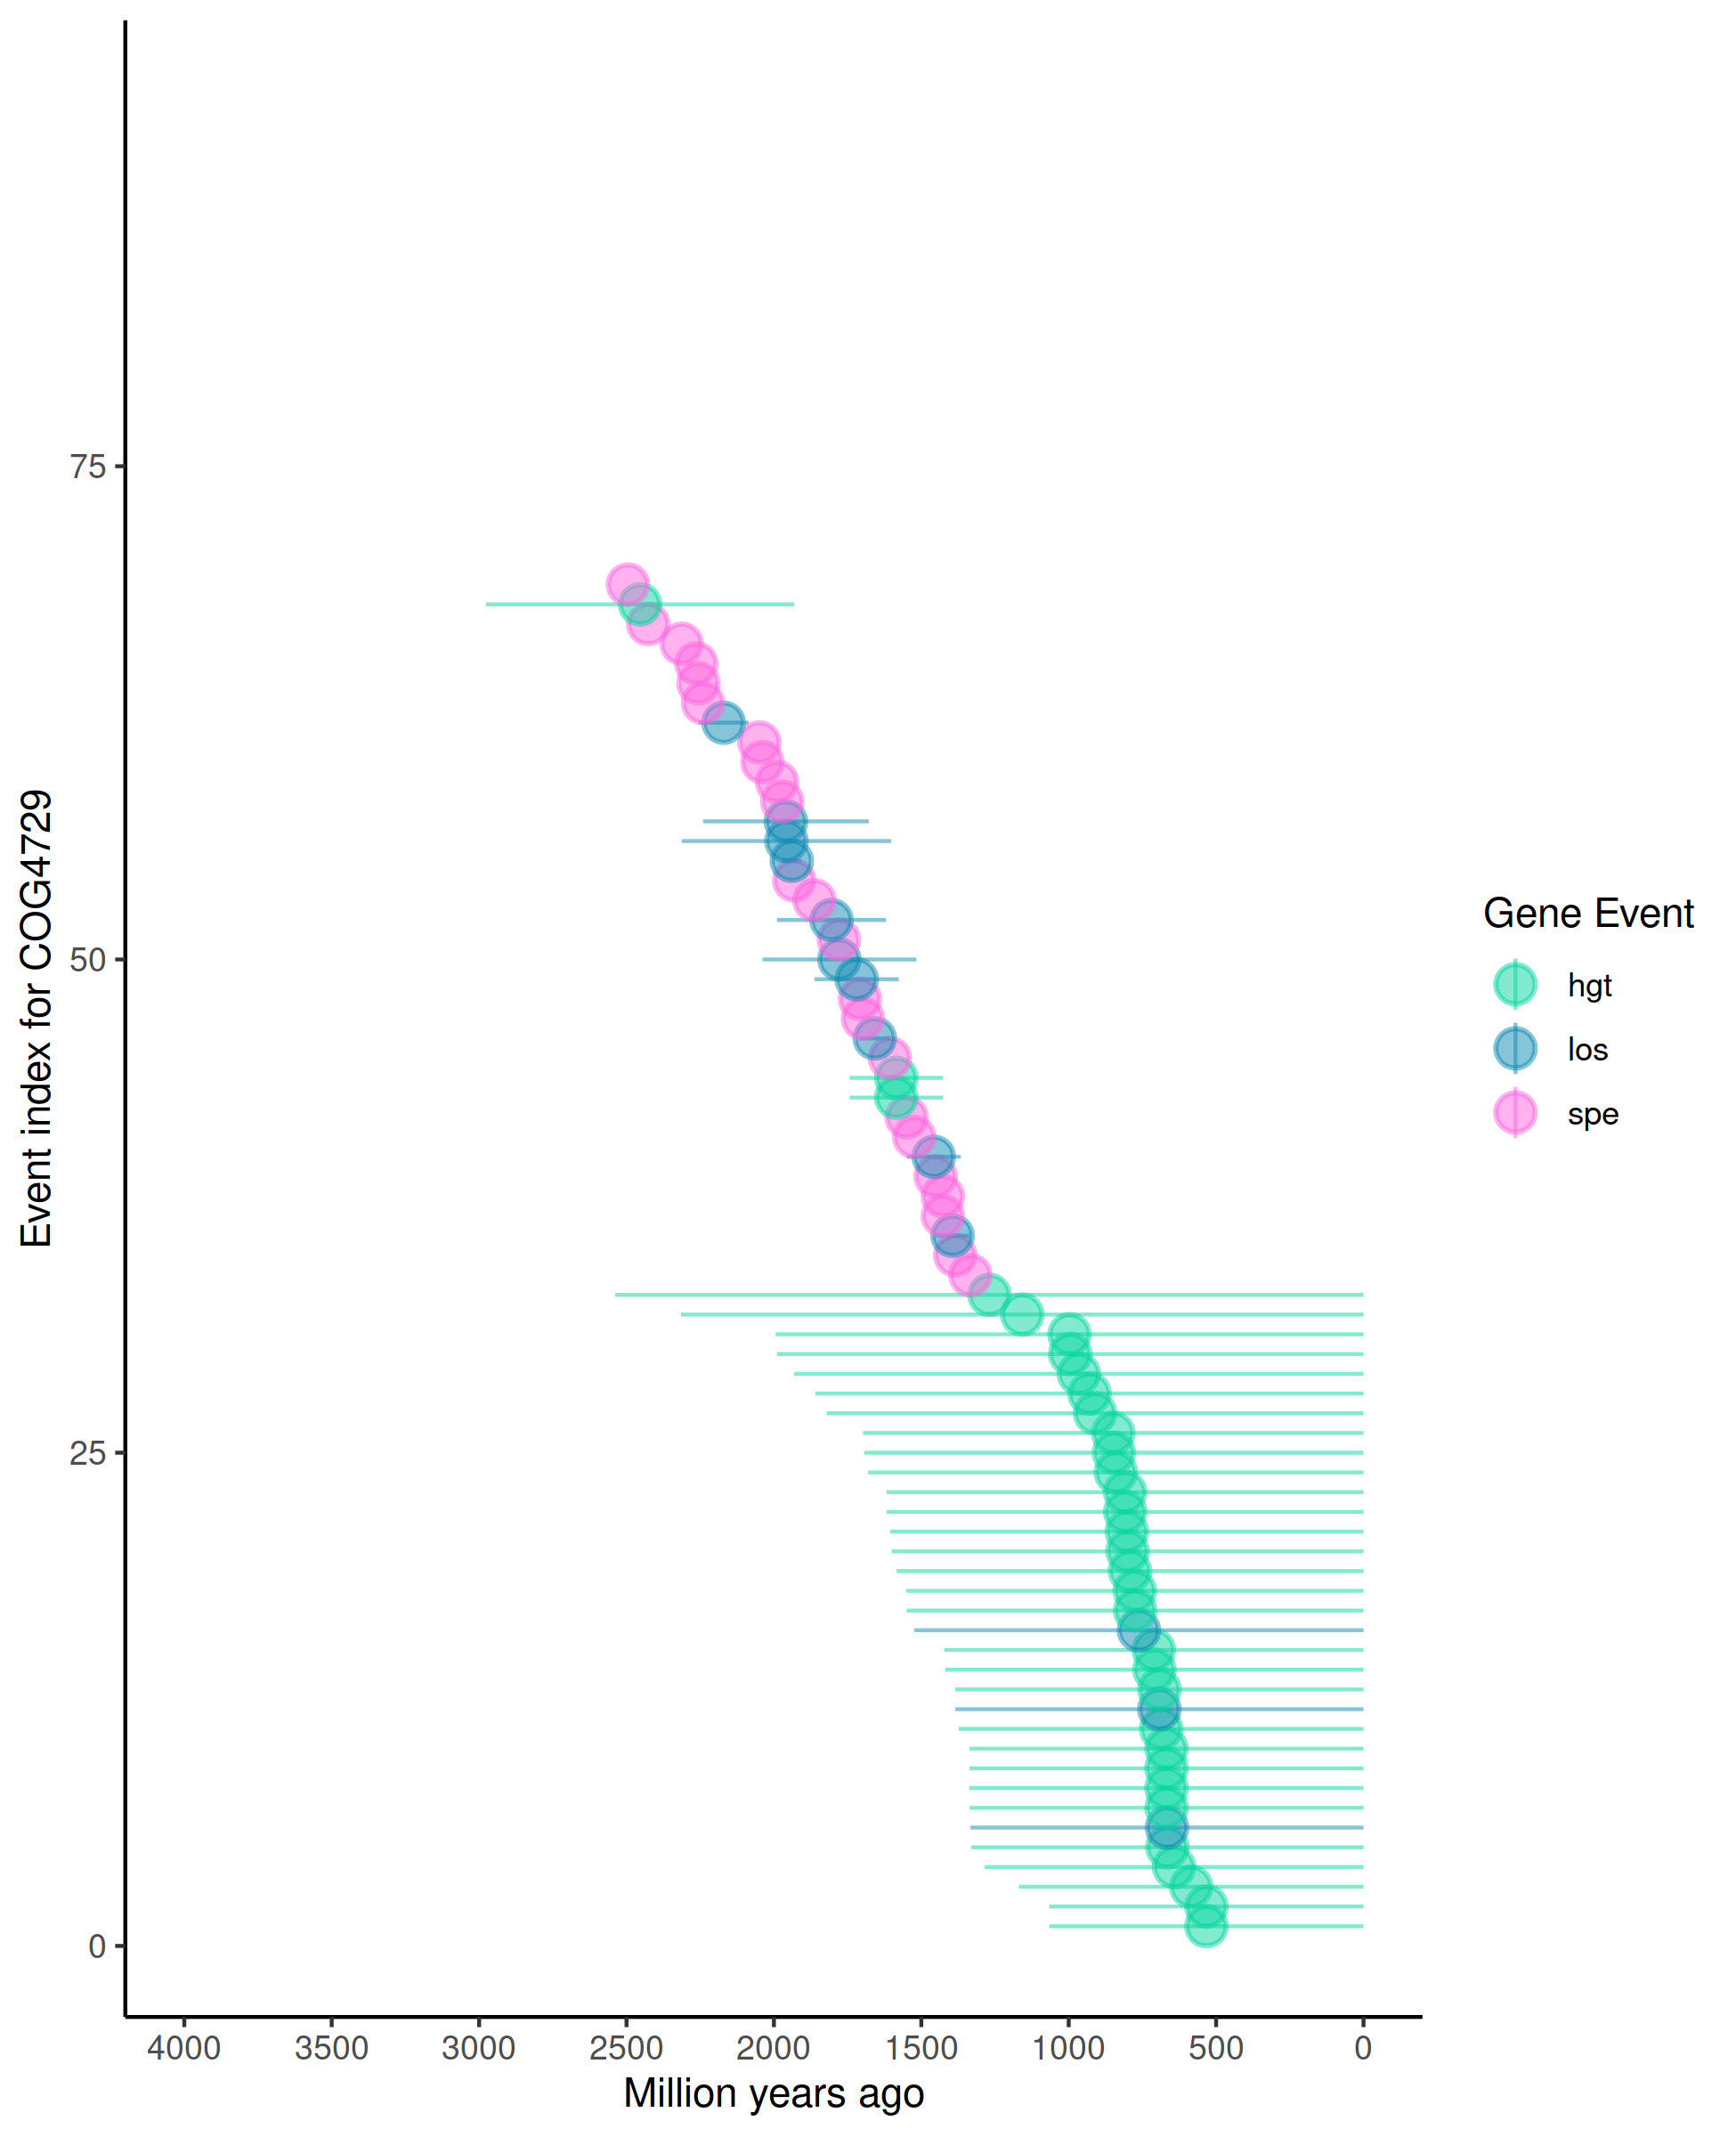 75
50
25
0
Event index for COG4729
4000 3500 3000 2500 2000 1500 1000 500 0
Million years ago
Gene Event
hgt
los
spe